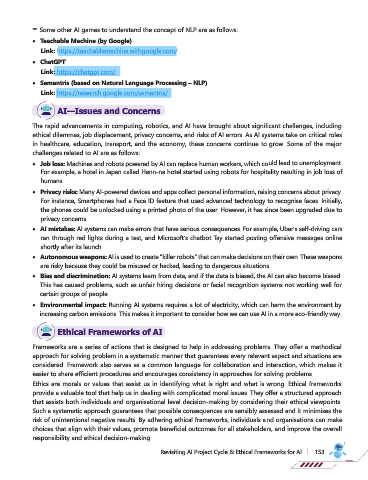 – Some other AI games to understand the concept of NLP are as follows:
• Teachable Machine (by Google)
Link: https://teachablemachine.withgoogle.com/
• ChatGPT
Link: https://chatgpt.com/
• Semantris (based on Natural Language Processing – NLP)
Link: https://research.google.com/semantris/
AI—Issues and Concerns
The rapid advancements in computing, robotics, and AI have brought about significant challenges, including
ethical dilemmas, job displacement, privacy concerns, and risks of AI errors. As AI systems take on critical roles
in healthcare, education, transport, and the economy, these concerns continue to grow. Some of the major
challenges related to AI are as follows:
• Job loss: Machines and robots powered by AI can replace human workers, which could lead to unemployment.
For example, a hotel in Japan called Henn-na hotel started using robots for hospitality resulting in job loss of
humans.
• Privacy risks: Many AI-powered devices and apps collect personal information, raising concerns about privacy.
For instance, Smartphones had a Face ID feature that used advanced technology to recognise faces. Initially,
the phones could be unlocked using a printed photo of the user. However, it has since been upgraded due to
privacy concerns.
• AI mistakes: AI systems can make errors that have serious consequences. For example, Uber's self-driving cars
ran through red lights during a test, and Microsoft's chatbot Tay started posting offensive messages online
shortly after its launch.
• Autonomous weapons: AI is used to create "killer robots" that can make decisions on their own. These weapons
are risky because they could be misused or hacked, leading to dangerous situations.
• Bias and discrimination: AI systems learn from data, and if the data is biased, the AI can also become biased.
This has caused problems, such as unfair hiring decisions or facial recognition systems not working well for
certain groups of people.
• Environmental impact: Running AI systems requires a lot of electricity, which can harm the environment by
increasing carbon emissions. This makes it important to consider how we can use AI in a more eco-friendly way.
Ethical Frameworks of AI
Frameworks are a series of actions that is designed to help in addressing problems. They offer a methodical
approach for solving problem in a systematic manner that guarantees every relevant aspect and situations are
considered. Framework also serves as a common language for collaboration and interaction, which makes it
easier to share efficient procedures and encourages consistency in approaches for solving problems.
Ethics are morals or values that assist us in identifying what is right and what is wrong. Ethical frameworks
provide a valuable tool that help us in dealing with complicated moral issues. They offer a structured approach
that assists both individuals and organisational level decision-making by considering their ethical viewpoints.
Such a systematic approach guarantees that possible consequences are sensibly assessed and it minimises the
risk of unintentional negative results. By adhering ethical frameworks, individuals and organisations can make
choices that align with their values, promote beneficial outcomes for all stakeholders, and improve the overall
responsibility and ethical decision-making.
Revisiting AI Project Cycle & Ethical Frameworks for AI 153